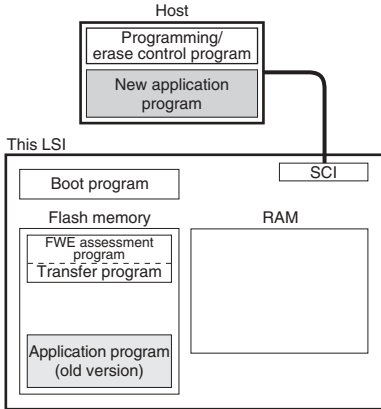 Host
Programming/
erase control program
New application
program
This LSI
SCI
Boot program
Flash memory
RAM
FWE assessment
program
Transfer program
Application program
(old version)